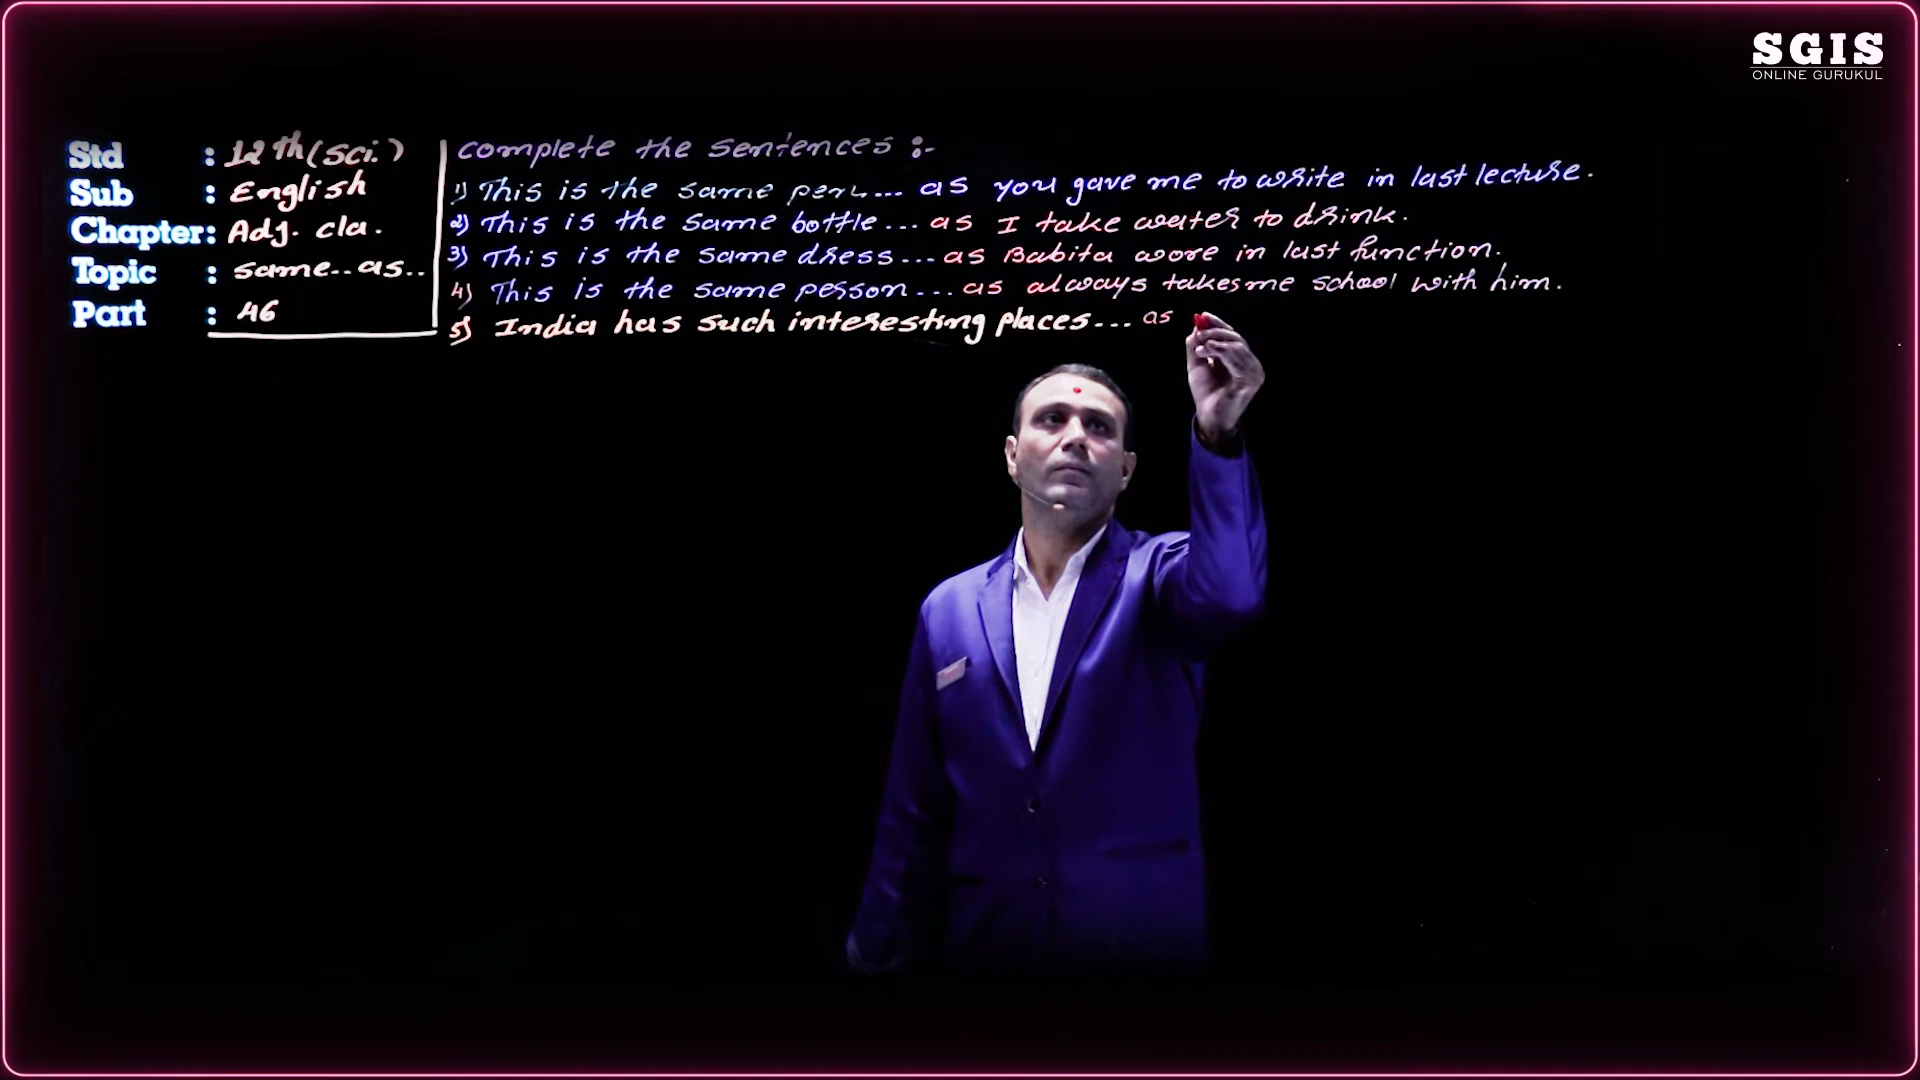 SGIS
ONLINE GURUKUL
Std : 12th (Sci.)
Sub : English
Chapter : Adj. cla.
Topic : same..as..
Part : 46
complete the sentences :-
1) This is the same pen... as you gave me to write in last lecture.
2) This is the same bottle... as I take water to drink.
3) This is the same dress... as Babita wore in last function.
4) This is the same person... as always takes me school with him.
5) India has such interesting places... as